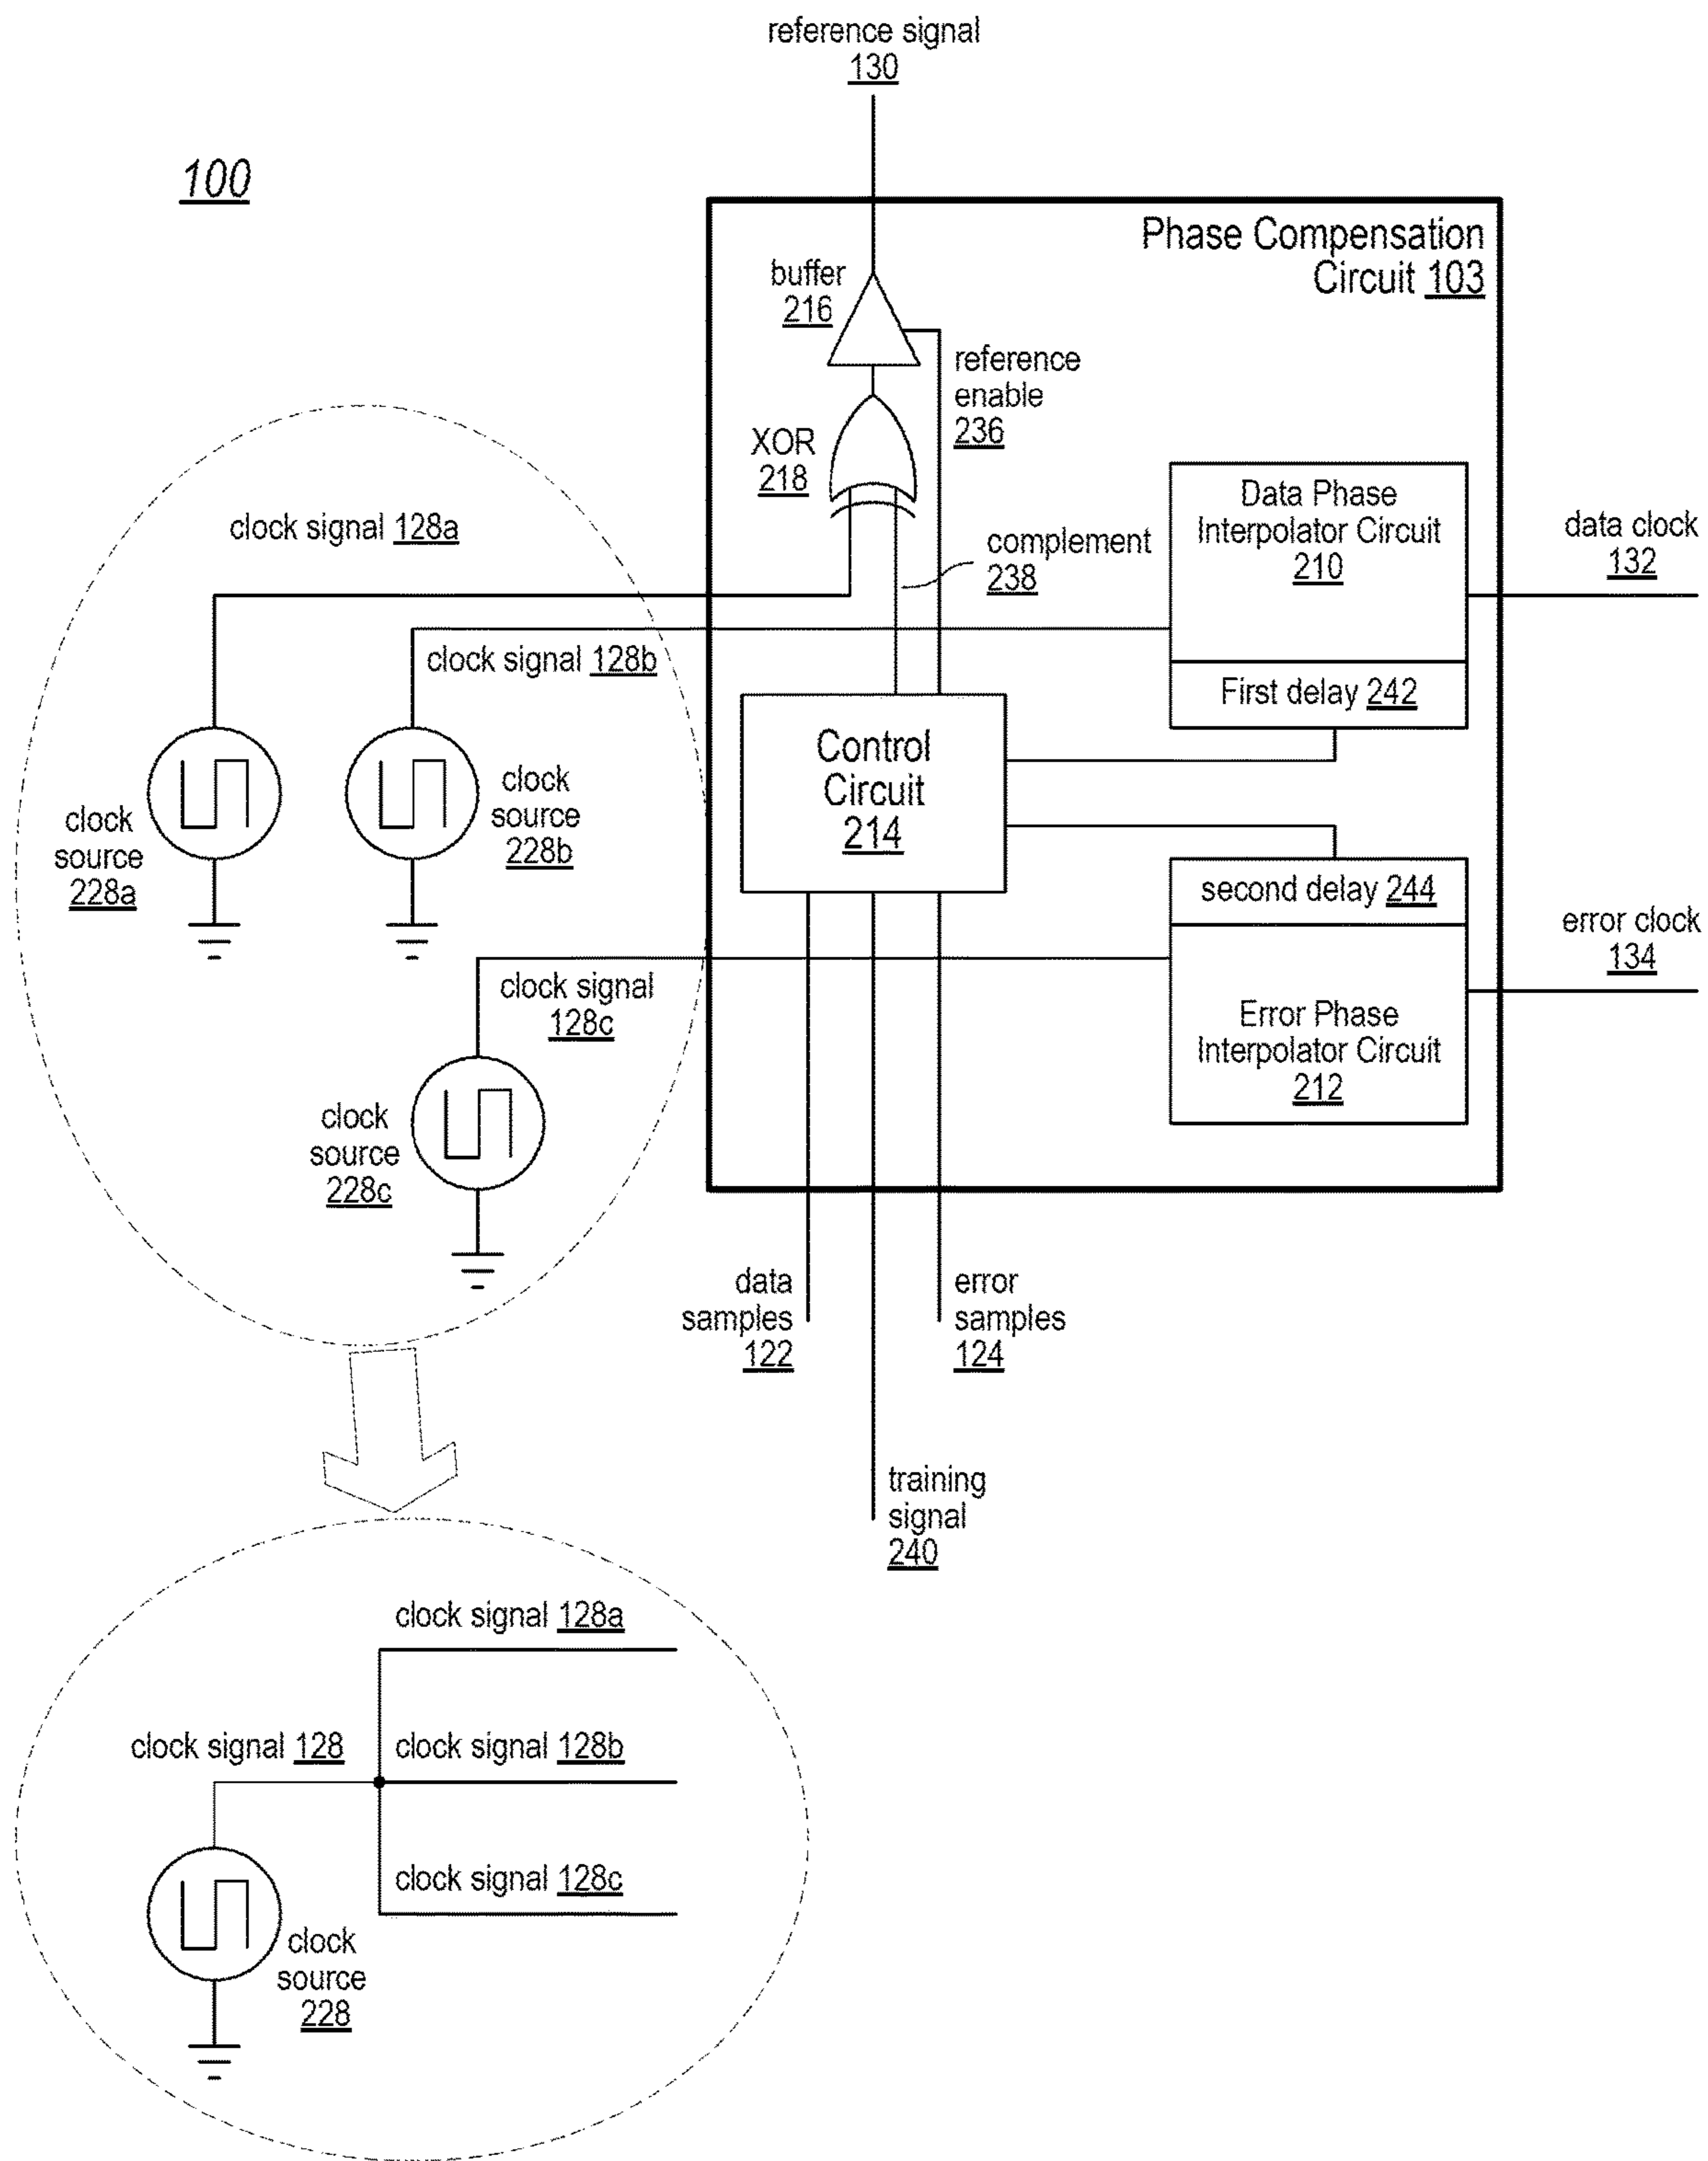 reference signal
130
100
Phase Compensation
Circuit 103
buffer
216
reference
enable
236
XOR
218
Data Phase
Interpolator Circuit
210
clock signal 128a
data clock
132
complement
238
clock signal 128b
First delay 242
Control
Circuit
214
clock
source
228a
clock
source
228b
second delay 244
error clock
134
clock signal
128c
Error Phase
Interpolator Circuit
212
clock
source
228c
data
samples
122
error
samples
124
training
signal
240
clock signal 128a
clock signal 128
clock signal 128b
clock signal 128c
clock
source
228